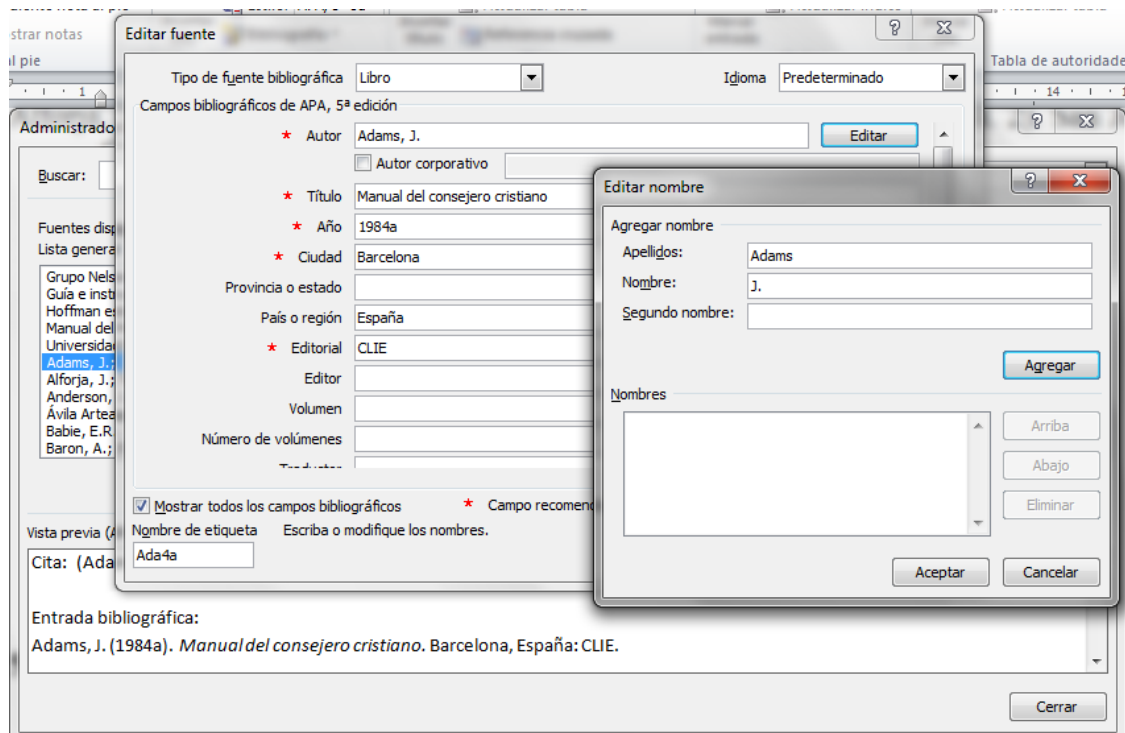 strar notas
al pie
Tabla de autoridade
1
14
Administrado
Buscar:
Fuentes disp
Lista genera
Grupo Nels
Guía e inst
Hoffman e
Manual del
Universida
Adams, J.;
Alforja, J.;
Anderson,
Ávila Artea
Babie, E.R
Baron, A.;
Vista previa (A
Cita: (Ada
Entrada bibliográfica:
Adams, J. (1984a). Manual del consejero cristiano. Barcelona, España: CLIE.
Cerrar
Editar fuente
Tipo de fuente bibliográfica Libro Idioma Predeterminado
Campos bibliográficos de APA, 5ª edición
* Autor Adams, J. Editar
Autor corporativo
* Título Manual del consejero cristiano
* Año 1984a
* Ciudad Barcelona
Provincia o estado
País o región España
* Editorial CLIE
Editor
Volumen
Número de volúmenes
Mostrar todos los campos bibliográficos * Campo recomend
Nombre de etiqueta Escriba o modifique los nombres.
Ada4a
Editar nombre
Agregar nombre
Apellidos: Adams
Nombre: J.
Segundo nombre:
Agregar
Nombres
Arriba
Abajo
Eliminar
Aceptar Cancelar